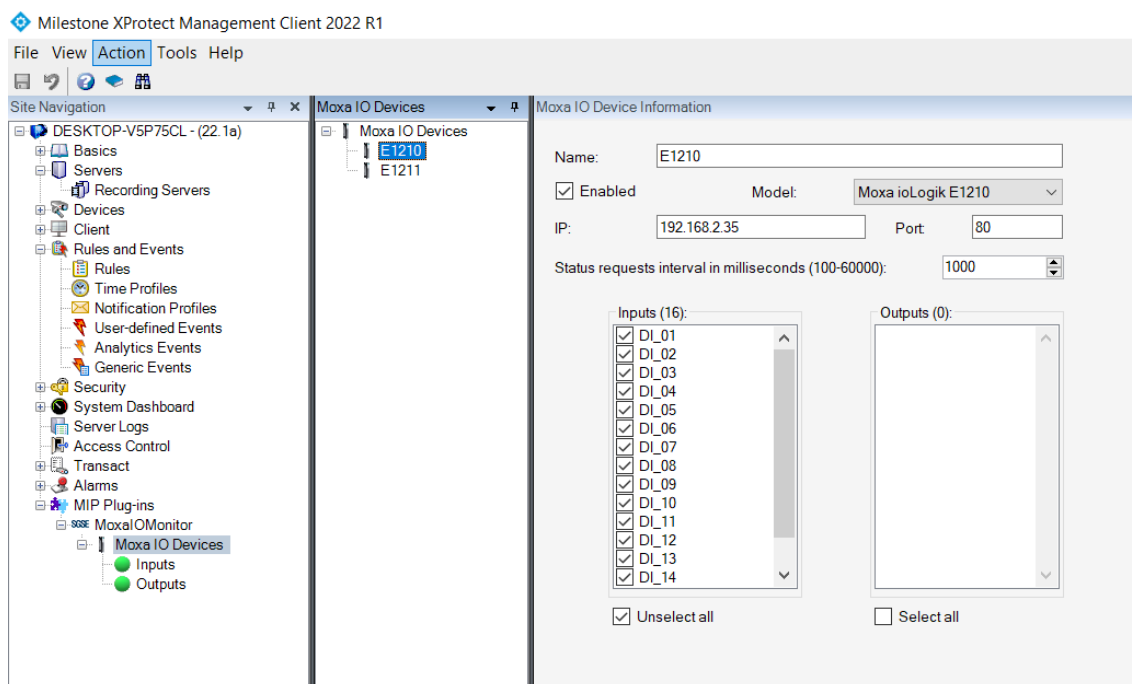 Milestone XProtect Management Client 2022 R1
File View Action Tools Help
Site Navigation
DESKTOP-V5P75CL - (22.1a)
Basics
Servers
Recording Servers
Devices
Client
Rules and Events
Rules
Time Profiles
Notification Profiles
User-defined Events
Analytics Events
Generic Events
Security
System Dashboard
Server Logs
Access Control
Transact
Alarms
MIP Plug-ins
SGSE MoxaIOMonitor
Moxa IO Devices
Inputs
Outputs
Moxa IO Devices
Moxa IO Devices
E1210
E1211
Moxa IO Device Information
Name: E1210
Enabled Model: Moxa ioLogik E1210
IP: 192.168.2.35 Port: 80
Status requests interval in milliseconds (100-60000): 1000
Inputs (16):
DI_01
DI_02
DI_03
DI_04
DI_05
DI_06
DI_07
DI_08
DI_09
DI_10
DI_11
DI_12
DI_13
DI_14
Unselect all
Outputs (0):
Select all